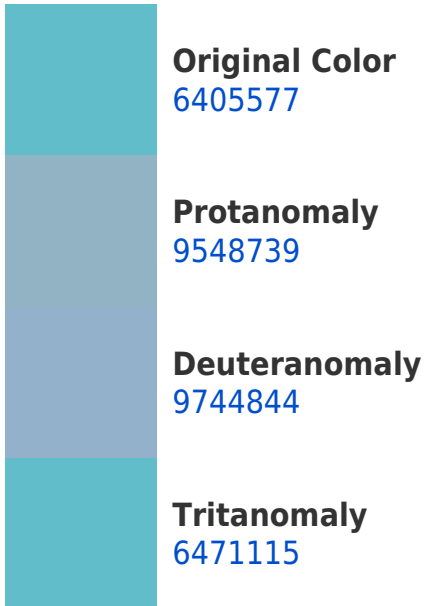 Original Color
6405577
Protanomaly
9548739
Deuteranomaly
9744844
Tritanomaly
6471115